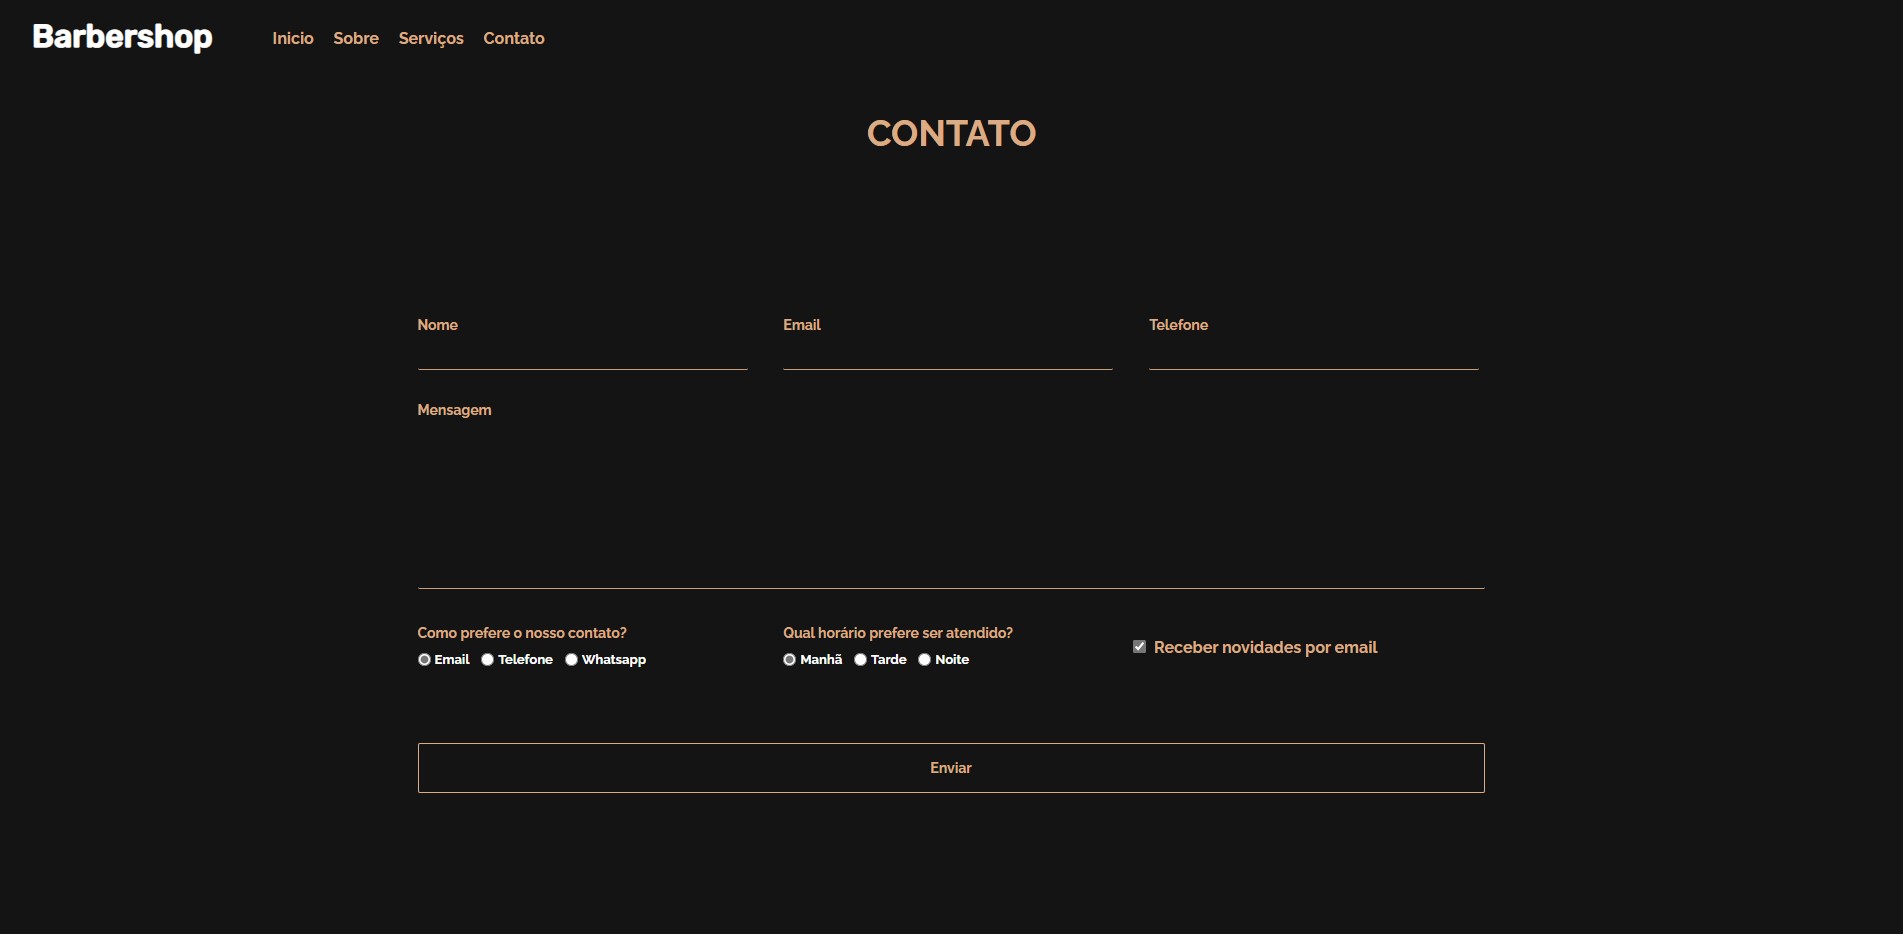 Barbershop Inicio Sobre Serviços Contato
CONTATO
Nome Email Telefone
Mensagem
Como prefere o nosso contato? Qual horário prefere ser atendido?
Receber novidades por email
Email Telefone Whatsapp Manhã Tarde Noite
Enviar